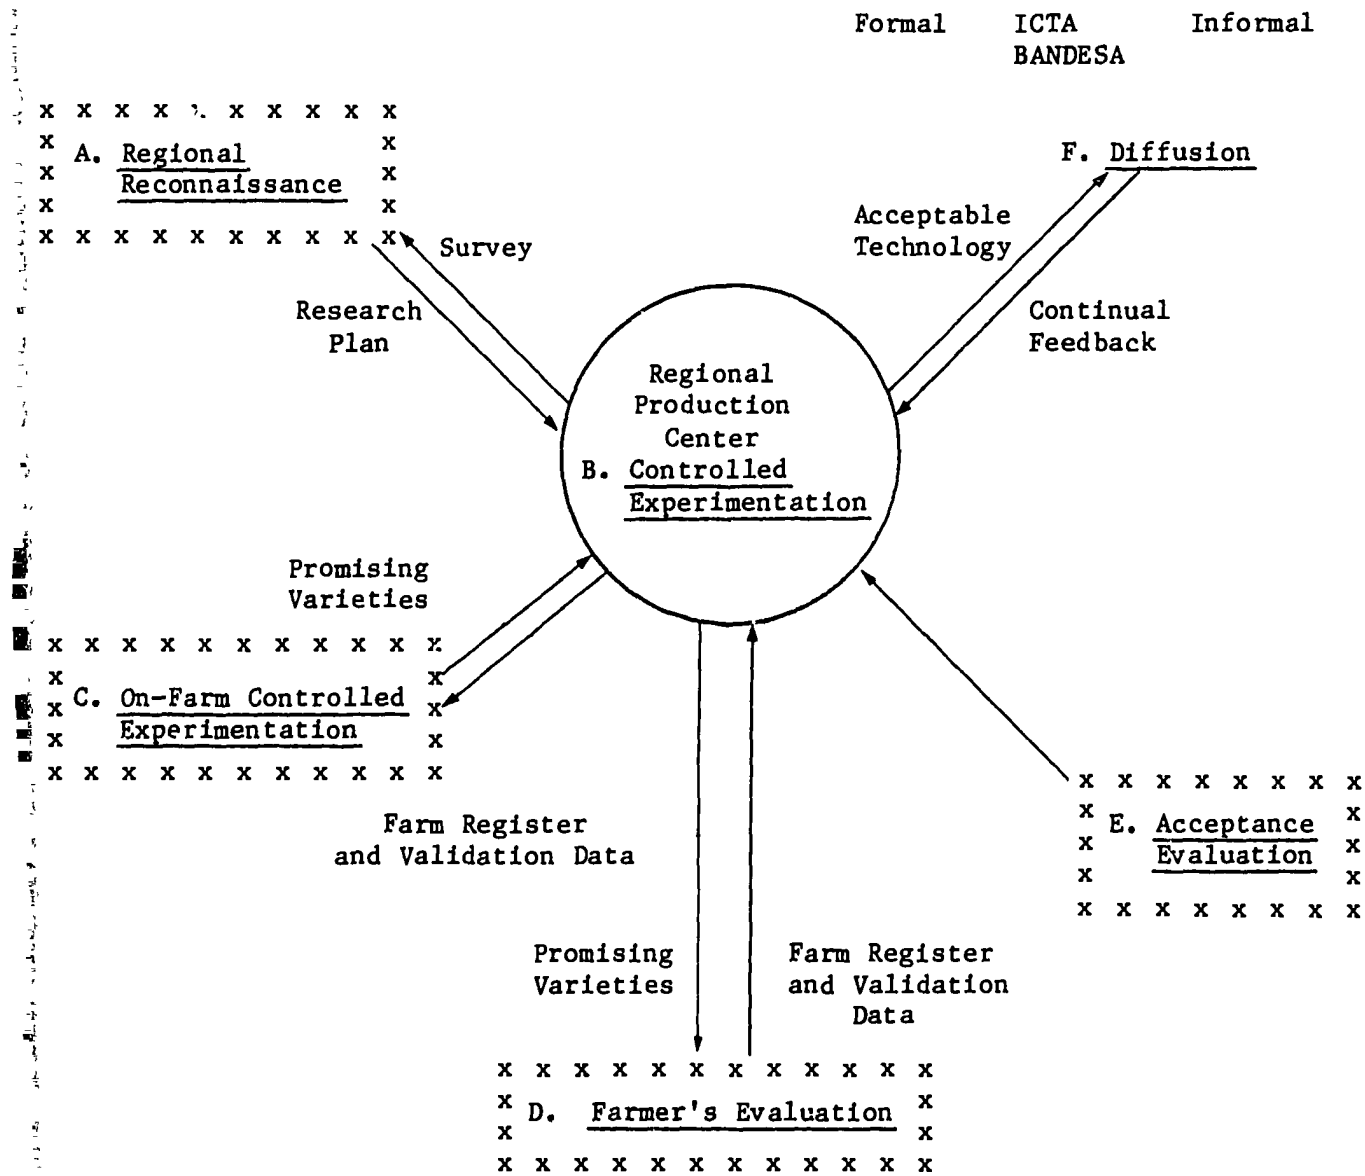 Formal ICTA Informal
BANDESA
A. Regional
Reconnaissance
F. Diffusion
Survey
Acceptable
Technology
Research
Plan
Continual
Feedback
Regional
Production
Center
B. Controlled
Experimentation
Promising
Varieties
C. On-Farm Controlled
Experimentation
Farm Register
and Validation Data
E. Acceptance
Evaluation
Promising
Varieties
Farm Register
and Validation
Data
D. Farmer's Evaluation